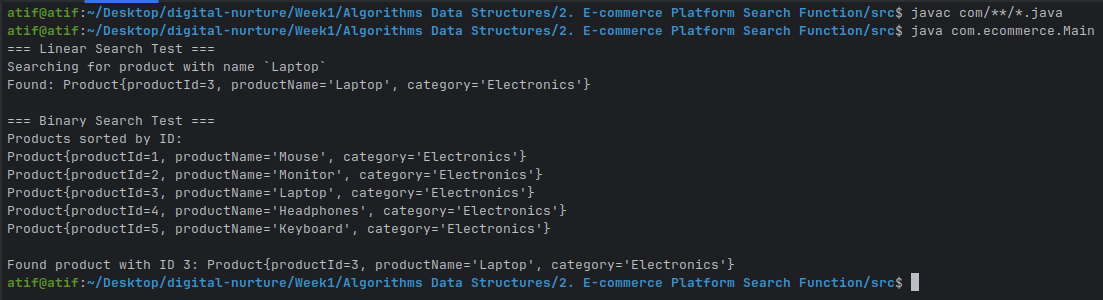 atif@atif:~/Desktop/digital-nurture/Week1/Algorithms Data Structures/2. E-commerce Platform Search Function/src$ javac com/**/*.java
atif@atif:~/Desktop/digital-nurture/Week1/Algorithms Data Structures/2. E-commerce Platform Search Function/src$ java com.ecommerce.Main
=== Linear Search Test ===
Searching for product with name `Laptop`
Found: Product{productId=3, productName='Laptop', category='Electronics'}

=== Binary Search Test ===
Products sorted by ID:
Product{productId=1, productName='Mouse', category='Electronics'}
Product{productId=2, productName='Monitor', category='Electronics'}
Product{productId=3, productName='Laptop', category='Electronics'}
Product{productId=4, productName='Headphones', category='Electronics'}
Product{productId=5, productName='Keyboard', category='Electronics'}

Found product with ID 3: Product{productId=3, productName='Laptop', category='Electronics'}
atif@atif:~/Desktop/digital-nurture/Week1/Algorithms Data Structures/2. E-commerce Platform Search Function/src$